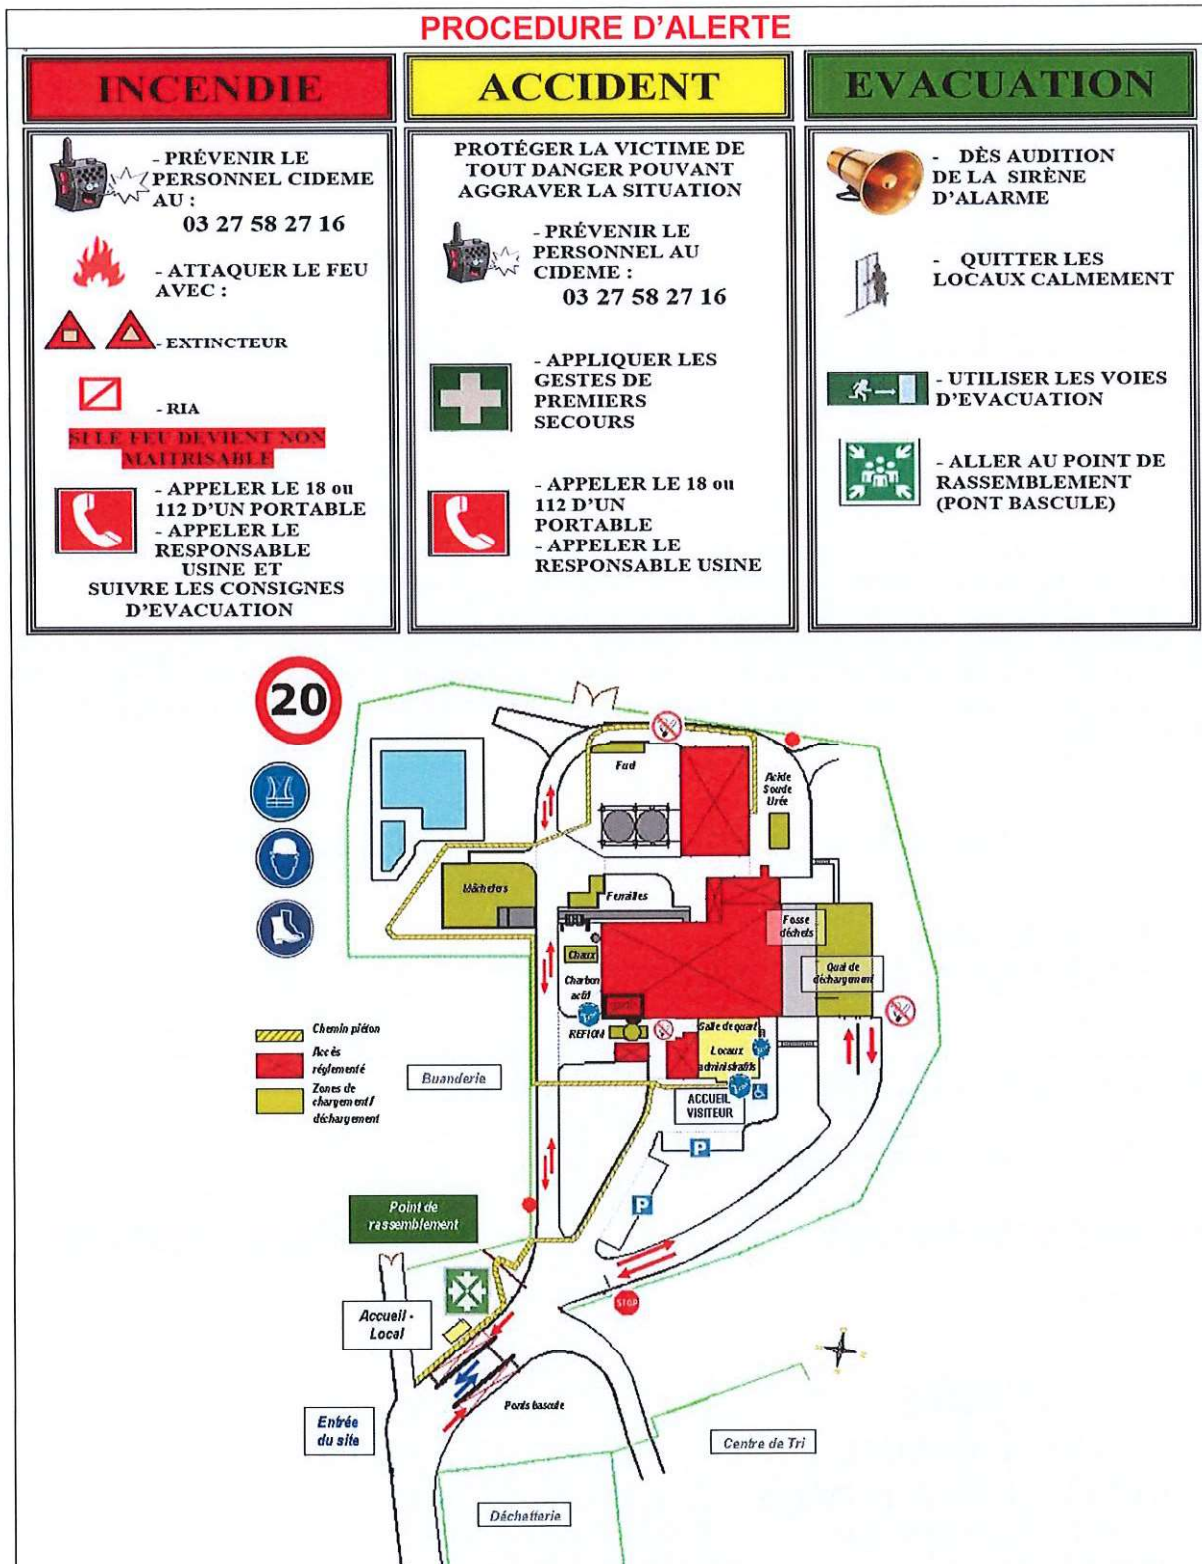 PROCEDURE D'ALERTE
INCENDIE
- PRÉVENIR LE
PERSONNEL CIDEME
AU :
03 27 58 27 16
- ATTAQUER LE FEU
AVEC :
- EXTINCTEUR
- RIA
SI LE FEU DEVIENT NON
MAITRISABLE
- APPELER LE 18 ou
112 D'UN PORTABLE
- APPELER LE
RESPONSABLE
USINE ET
SUIVRE LES CONSIGNES
D'EVACUATION
ACCIDENT
PROTÉGER LA VICTIME DE
TOUT DANGER POUVANT
AGGRAVER LA SITUATION
- PRÉVENIR LE
PERSONNEL AU
CIDEME :
03 27 58 27 16
- APPLIQUER LES
GESTES DE
PREMIERS
SECOURS
- APPELER LE 18 ou
112 D'UN
PORTABLE
- APPELER LE
RESPONSABLE USINE
EVACUATION
- DÈS AUDITION
DE LA SIRÈNE
D'ALARME
- QUITTER LES
LOCAUX CALMEMENT
- UTILISER LES VOIES
D'EVACUATION
- ALLER AU POINT DE
RASSEMBLEMENT
(PONT BASCULE)
20
Fuel
Acide
Soude
Urée
Mâchefers
Ferrailles
Fosse
déchets
Chaux
Quai de
déchargement
Charbon
actif
REFIOM
Salle de quart
Locaux
administratifs
Chemin piéton
Accès
réglementé
Zones de
chargement/
déchargement
Buanderie
ACCUEIL
VISITEUR
P
P
Point de
rassemblement
STOP
Accueil -
Local
Ponts bascule
Entrée
du site
Centre de Tri
Déchetterie